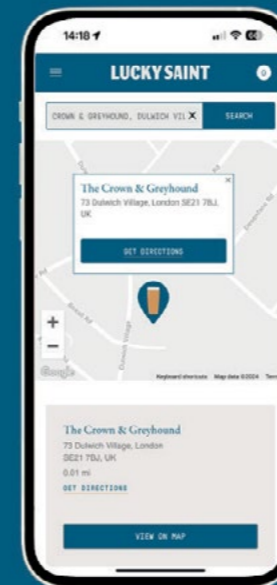 14:18
LUCKY SAINT
0
CROWN & GREYHOUND, DULWICH VIL X
SEARCH
The Crown & Greyhound
73 Dulwich Village, London SE21 7BJ,
UK
GET DIRECTIONS
+
−
Google
Keyboard shortcuts Map data ©2024
The Crown & Greyhound
73 Dulwich Village, London
SE21 7BJ, UK
0.01 mi
GET DIRECTIONS
VIEW ON MAP